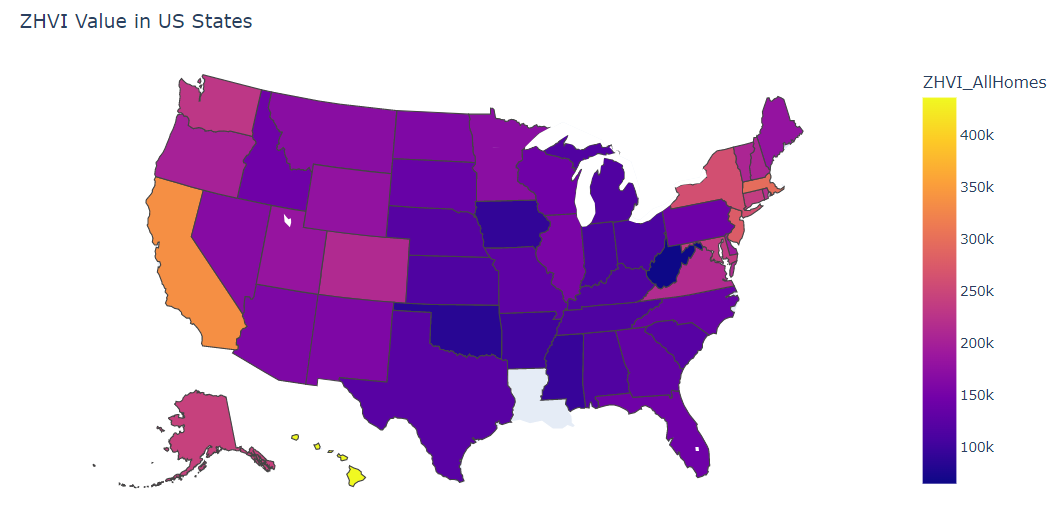 ZHVI Value in US States
ZHVI_AllHomes
400k
350k
300k
250k
200k
150k
100k